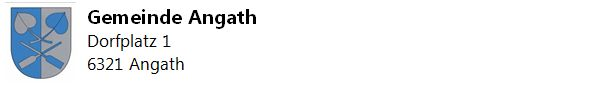 Gemeinde Angath
Dorfplatz 1
6321 Angath